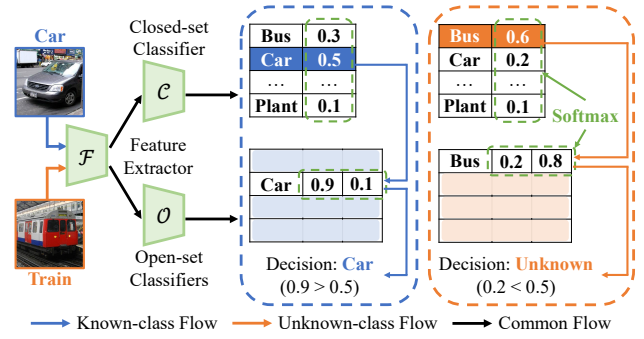 Car
Closed-set
Classifier
C
F
Feature
Extractor
O
Open-set
Classifiers
Train
Bus 0.3
Car 0.5
... ...
Plant 0.1
Car 0.9 0.1
Decision: Car
(0.9 > 0.5)
Bus 0.6
Car 0.2
... ...
Plant 0.1
Softmax
Bus 0.2 0.8
Decision: Unknown
(0.2 < 0.5)
Known-class Flow Unknown-class Flow Common Flow